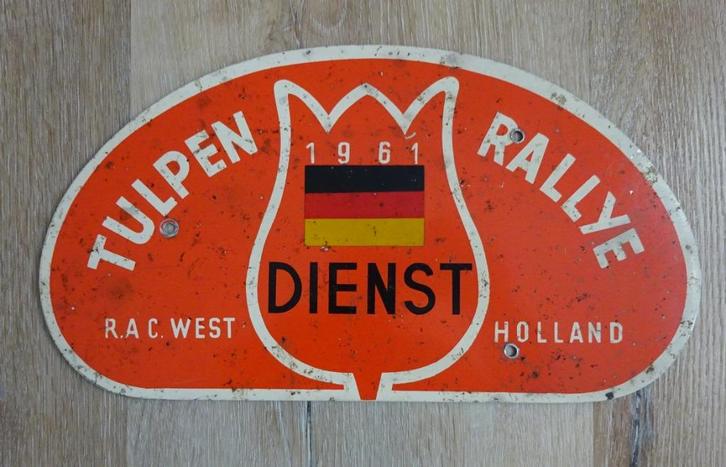 TULPEN RALLYE
1961
DIENST
R.A.C. WEST HOLLAND